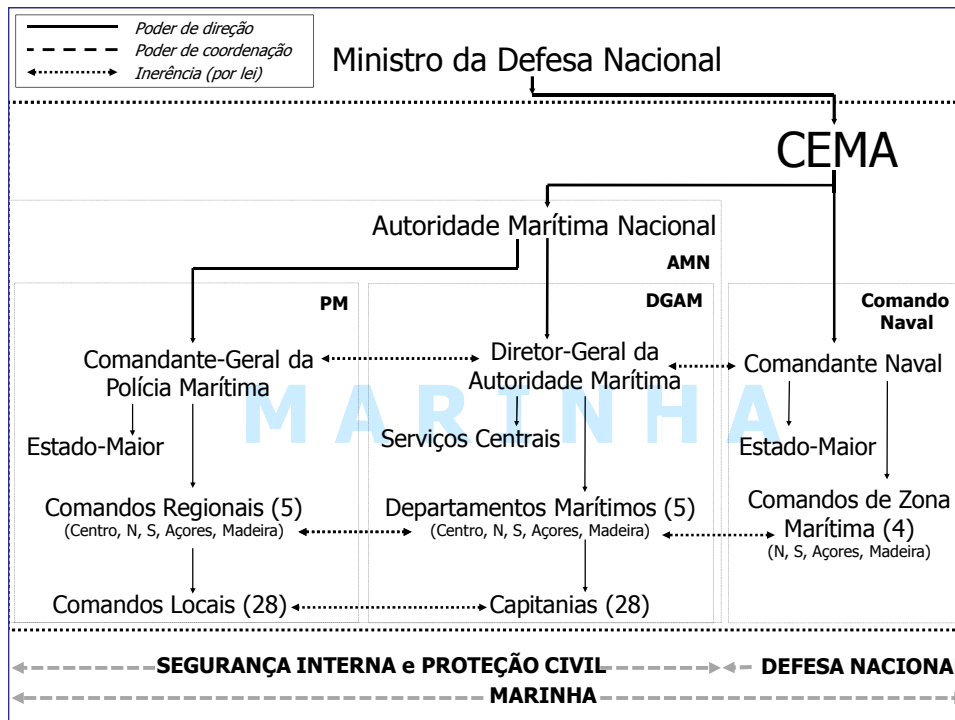 Poder de direção
Poder de coordenação
Inerência (por lei)
Ministro da Defesa Nacional
CEMA
Autoridade Marítima Nacional
AMN
PM
DGAM
Comando
Naval
Comandante-Geral da
Polícia Marítima
Diretor-Geral da
Autoridade Marítima
Comandante Naval
MARINHA
Estado-Maior
Serviços Centrais
Estado-Maior
Comandos Regionais (5)
(Centro, N, S, Açores, Madeira)
Departamentos Marítimos (5)
(Centro, N, S, Açores, Madeira)
Comandos de Zona
Marítima (4)
(N, S, Açores, Madeira)
Comandos Locais (28)
Capitanias (28)
SEGURANÇA INTERNA e PROTEÇÃO CIVIL
DEFESA NACIONAL
MARINHA